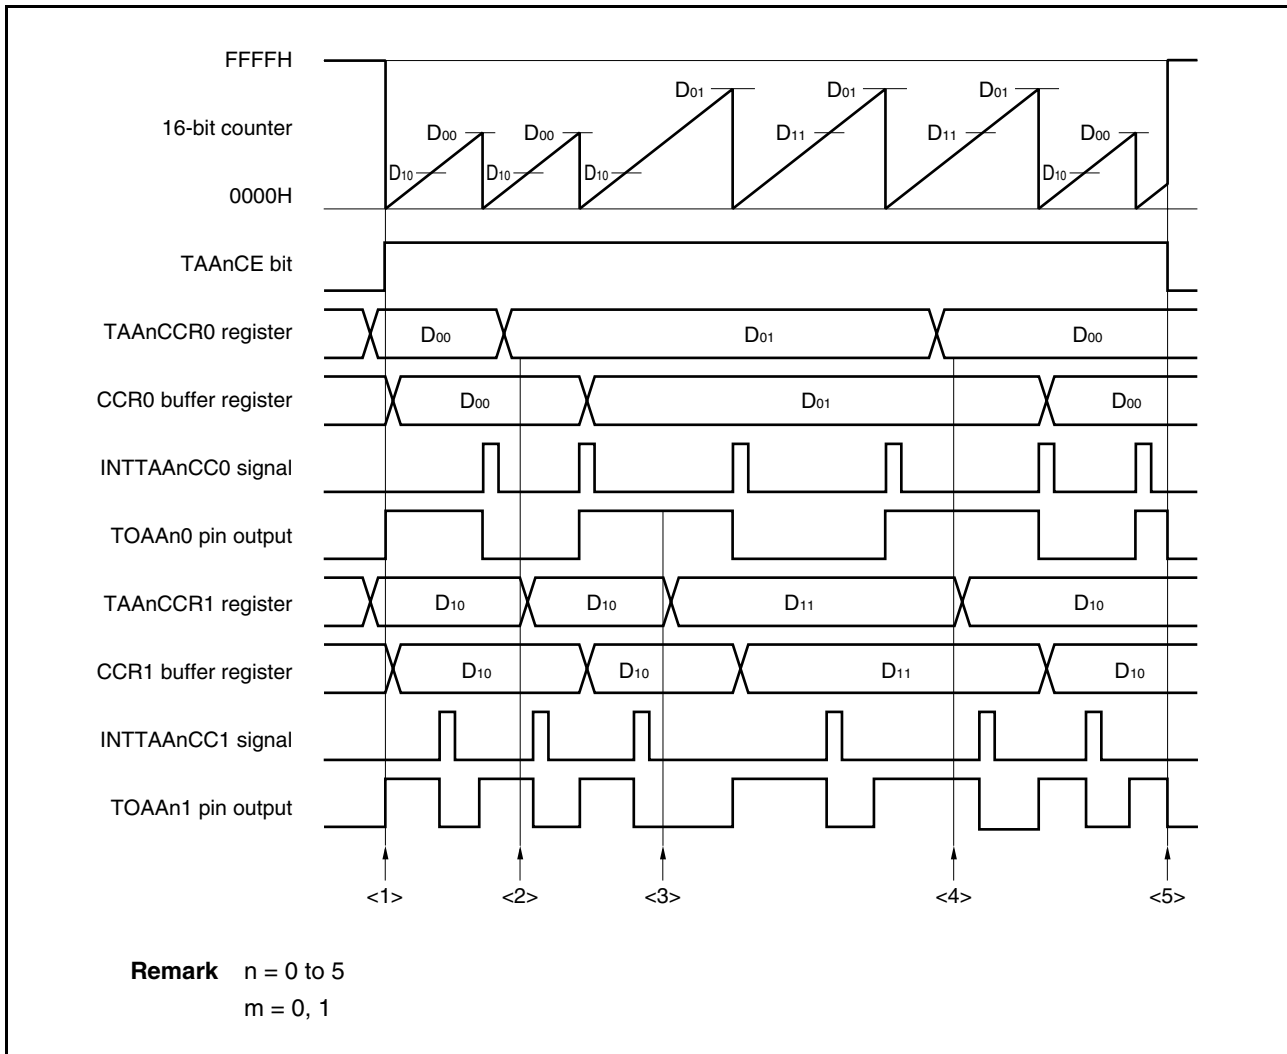 FFFFH
D01 D01 D01
16-bit counter
D00 D00 D11 D11 D00
D10 D10 D10 D10
0000H
TAAnCE bit
TAAnCCR0 register D00 D01 D00
CCR0 buffer register D00 D01 D00
INTTAAnCC0 signal
TOAAn0 pin output
TAAnCCR1 register D10 D10 D11 D10
CCR1 buffer register D10 D10 D11 D10
INTTAAnCC1 signal
TOAAn1 pin output
<1> <2> <3> <4> <5>
Remark n = 0 to 5
m = 0, 1